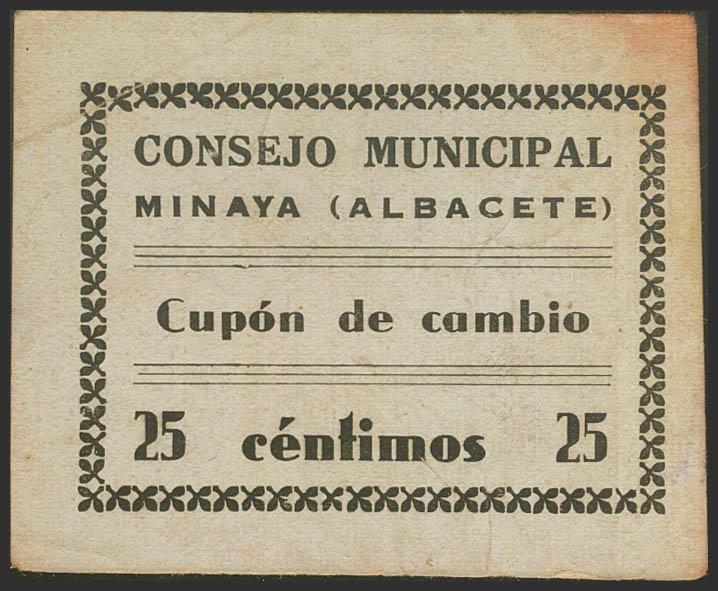 CONSEJO MUNICIPAL
MINAYA (ALBACETE)
Cupón de cambio
25 céntimos 25